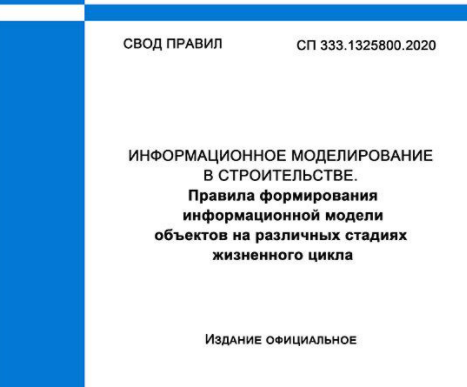 СВОД ПРАВИЛ СП 333.1325800.2020
ИНФОРМАЦИОННОЕ МОДЕЛИРОВАНИЕ
В СТРОИТЕЛЬСТВЕ.
Правила формирования
информационной модели
объектов на различных стадиях
жизненного цикла
Издание официальное